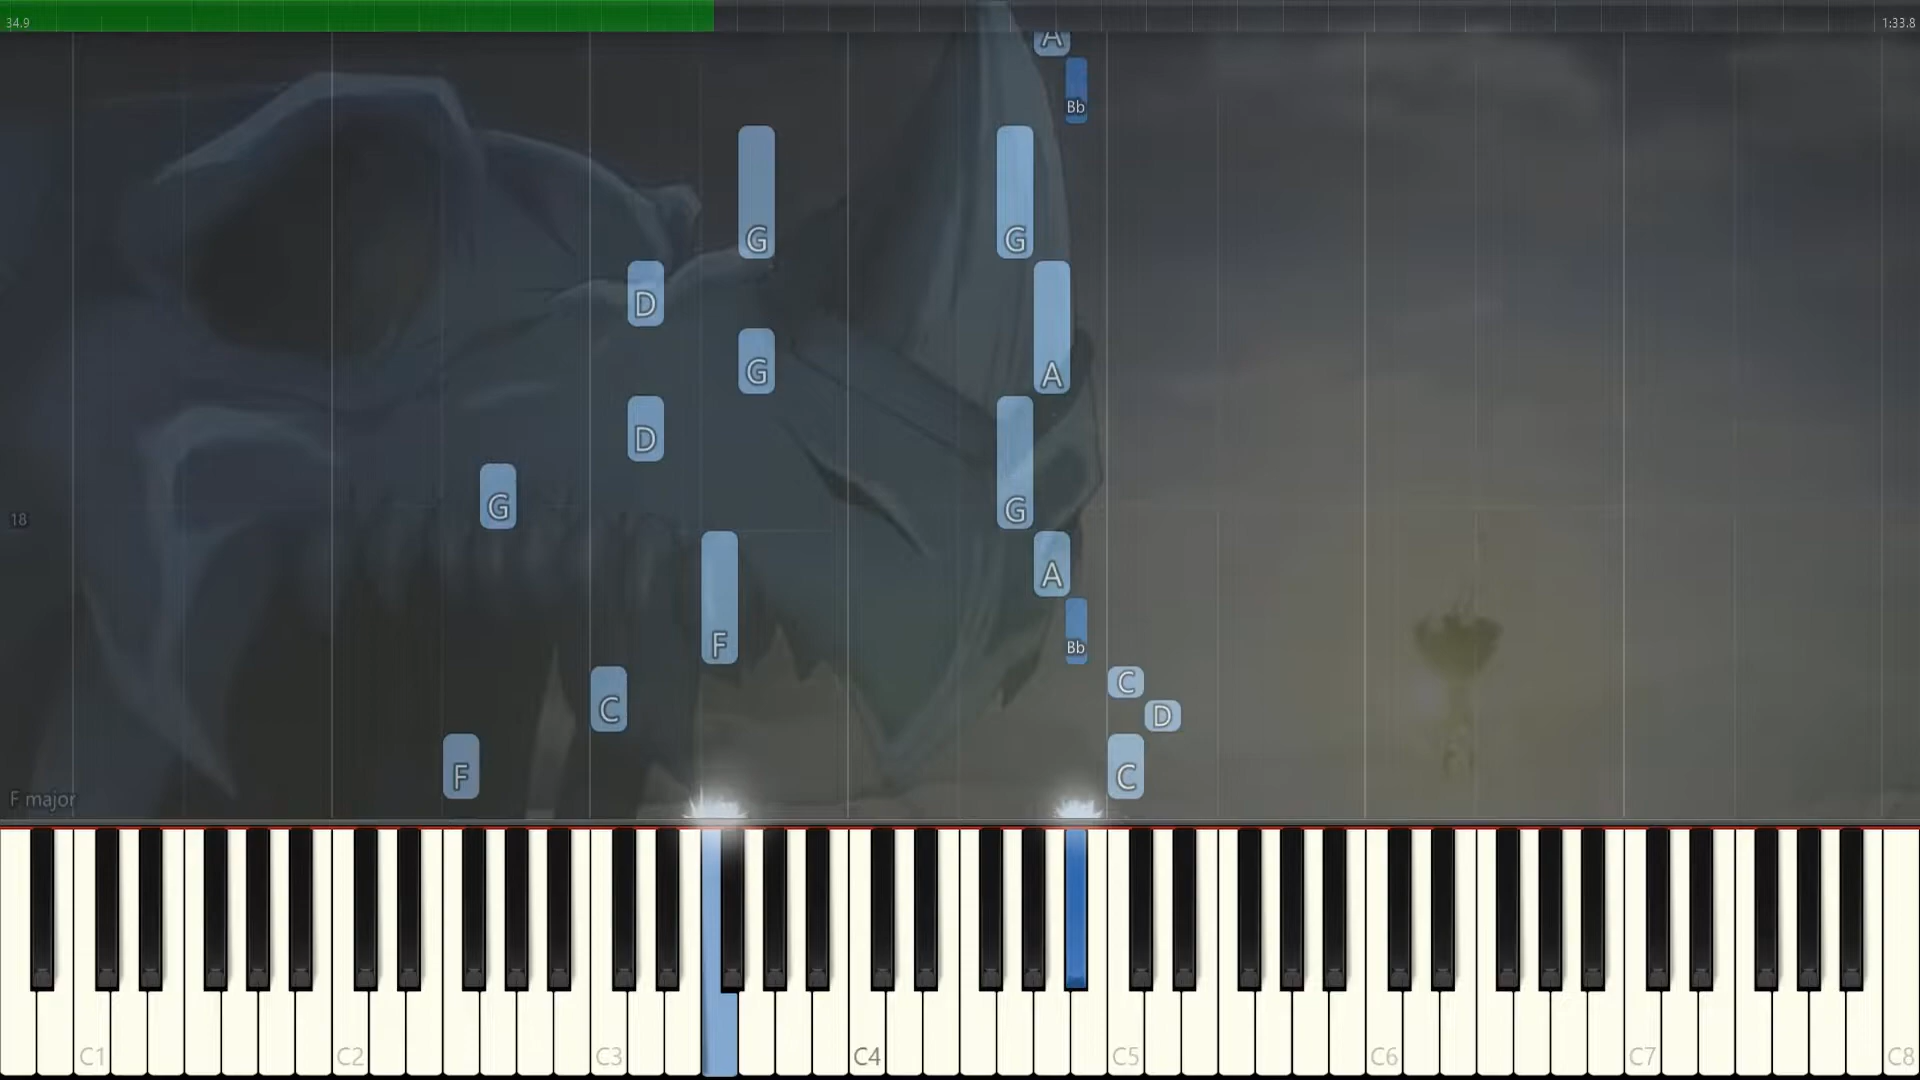 34.9 1:33.8
A
Bb
G G
D
G A
D
G G
18
A
F Bb
C
C D
F C
F major
C1 C2 C3 C4 C5 C6 C7 C8